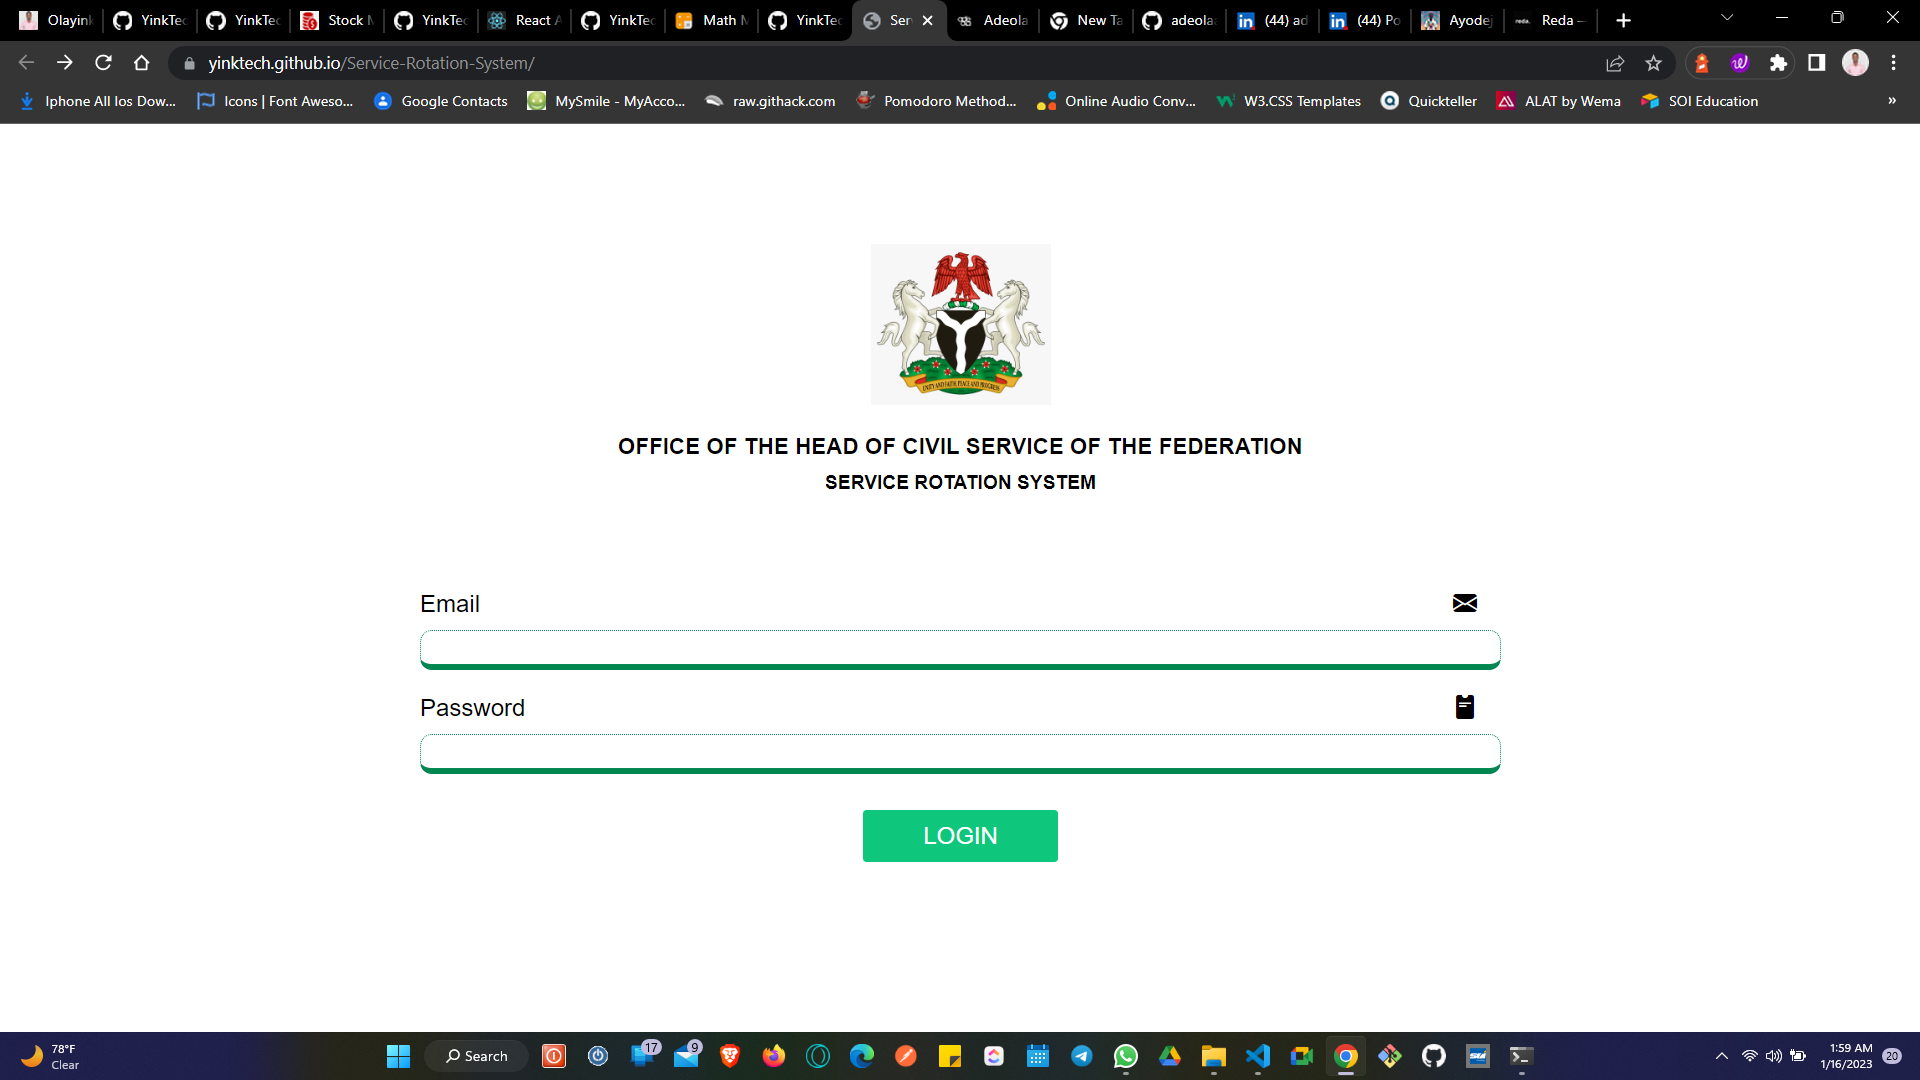 Olayink
YinkTec
YinkTec
Stock M
YinkTec
React A
YinkTec
Math M
YinkTec
Ser
Adeola
New Ta
adeola
(44) ad
(44) Po
Ayodej
Reda —
yinktech.github.io/Service-Rotation-System/
Iphone All Ios Dow...
Icons | Font Aweso...
Google Contacts
MySmile - MyAcco...
raw.githack.com
Pomodoro Method...
Online Audio Conv...
W3.CSS Templates
Quickteller
ALAT by Wema
SOI Education
»
UNITY AND FAITH, PEACE AND PROGRESS
OFFICE OF THE HEAD OF CIVIL SERVICE OF THE FEDERATION
SERVICE ROTATION SYSTEM
Email
Password
LOGIN
78°F
Clear
Search
17
9
1:59 AM
1/16/2023
20